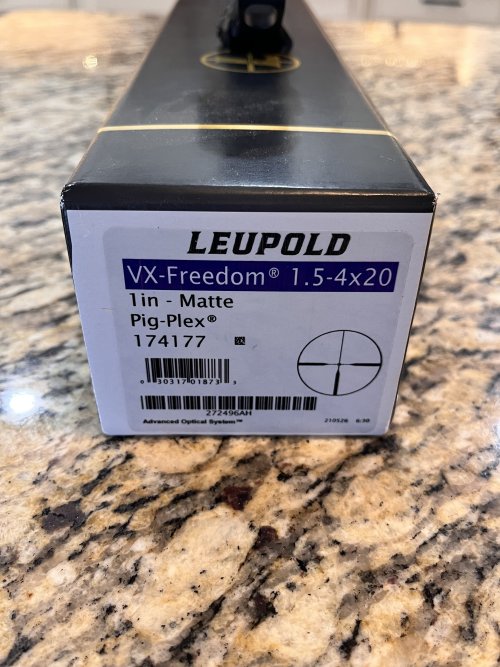 LEUPOLD
VX-Freedom® 1.5-4x20
1in - Matte
Pig-Plex®
174177
0 30317 01873 3
272496AH
Advanced Optical System™ 210526 6:30